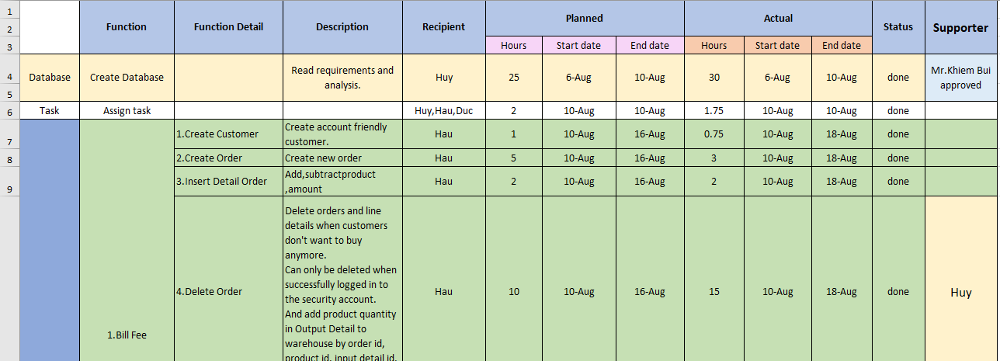 1
Function Function Detail Description Recipient Planned Actual Status Supporter
2
3 Hours Start date End date Hours Start date End date
4 Database Create Database Read requirements and Huy 25 6-Aug 10-Aug 30 6-Aug 10-Aug done Mr.Khiem Bui
5 analysis. approved
6 Task Assign task Huy,Hau,Duc 2 10-Aug 10-Aug 1.75 10-Aug 10-Aug done
7 1.Create Customer Create account friendly Hau 1 10-Aug 16-Aug 0.75 10-Aug 18-Aug done
customer.
8 2.Create Order Create new order Hau 5 10-Aug 16-Aug 3 10-Aug 18-Aug done
9 3.Insert Detail Order Add,subtractproduct Hau 2 10-Aug 16-Aug 2 10-Aug 18-Aug done
,amount
1.Bill Fee
4.Delete Order
Delete orders and line
details when customers
don't want to buy
anymore.
Can only be deleted when
successfully logged in to
the security account.
And add product quantity
in Output Detail to
warehouse by order id,
product id, input detail id,
Hau 10 10-Aug 16-Aug 15 10-Aug 18-Aug done Huy